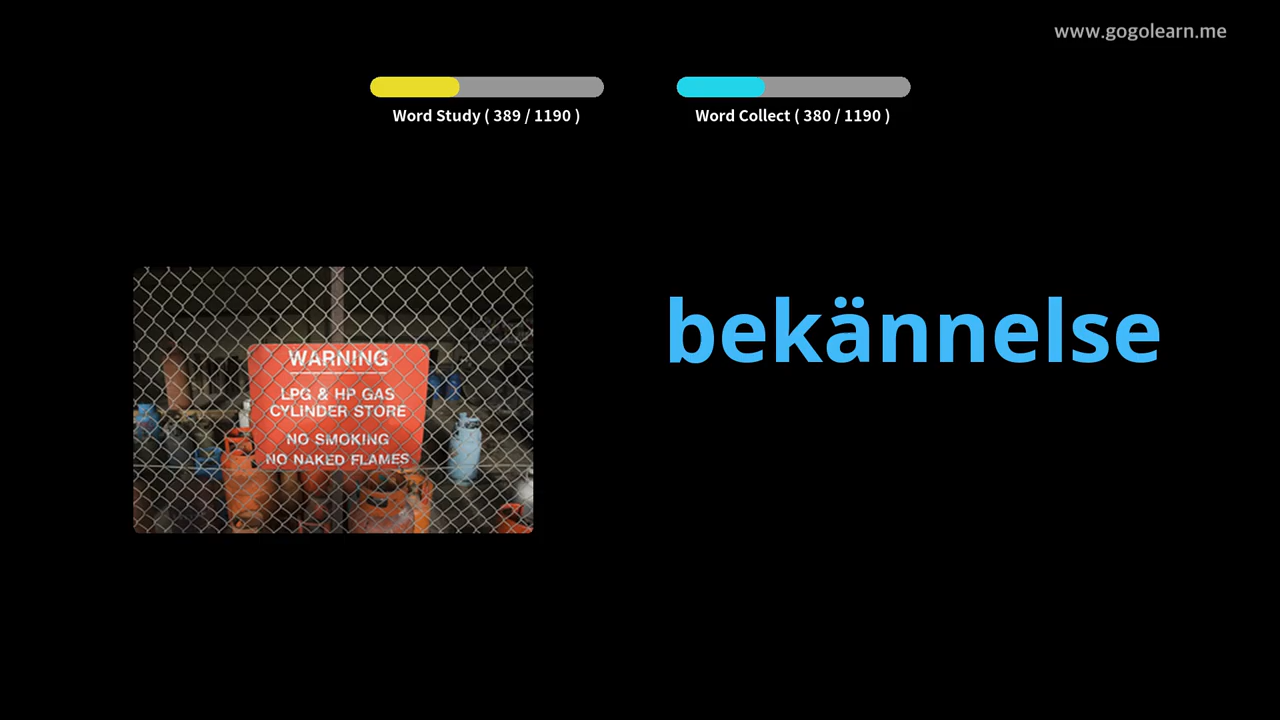 www.gogolearn.me
Word Study ( 389 / 1190 )
Word Collect ( 380 / 1190 )
bekännelse
WARNING
LPG & HP GAS
CYLINDER STORE
NO SMOKING
NO NAKED FLAMES